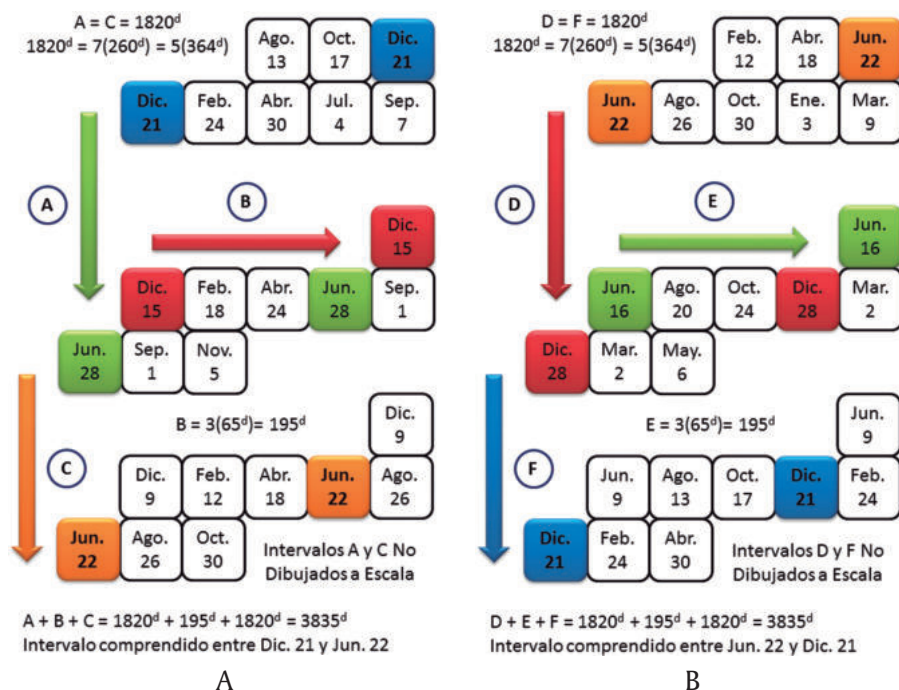 A = C = 1820ᵈ
1820ᵈ = 7(260ᵈ) = 5(364ᵈ)
Ago. 13
Oct. 17
Dic. 21
Dic. 21
Feb. 24
Abr. 30
Jul. 4
Sep. 7
A
B
Dic. 15
Dic. 15
Feb. 18
Abr. 24
Jun. 28
Sep. 1
Jun. 28
Sep. 1
Nov. 5
B = 3(65ᵈ)= 195ᵈ
Dic. 9
C
Dic. 9
Feb. 12
Abr. 18
Jun. 22
Ago. 26
Jun. 22
Ago. 26
Oct. 30
Intervalos A y C No
Dibujados a Escala
A + B + C = 1820ᵈ + 195ᵈ + 1820ᵈ = 3835ᵈ
Intervalo comprendido entre Dic. 21 y Jun. 22
A
D = F = 1820ᵈ
1820ᵈ = 7(260ᵈ) = 5(364ᵈ)
Feb. 12
Abr. 18
Jun. 22
Jun. 22
Ago. 26
Oct. 30
Ene. 3
Mar. 9
D
E
Jun. 16
Jun. 16
Ago. 20
Oct. 24
Dic. 28
Mar. 2
Dic. 28
Mar. 2
May. 6
E = 3(65ᵈ)= 195ᵈ
Jun. 9
F
Jun. 9
Ago. 13
Oct. 17
Dic. 21
Feb. 24
Dic. 21
Feb. 24
Abr. 30
Intervalos D y F No
Dibujados a Escala
D + E + F = 1820ᵈ + 195ᵈ + 1820ᵈ = 3835ᵈ
Intervalo comprendido entre Jun. 22 y Dic. 21
B